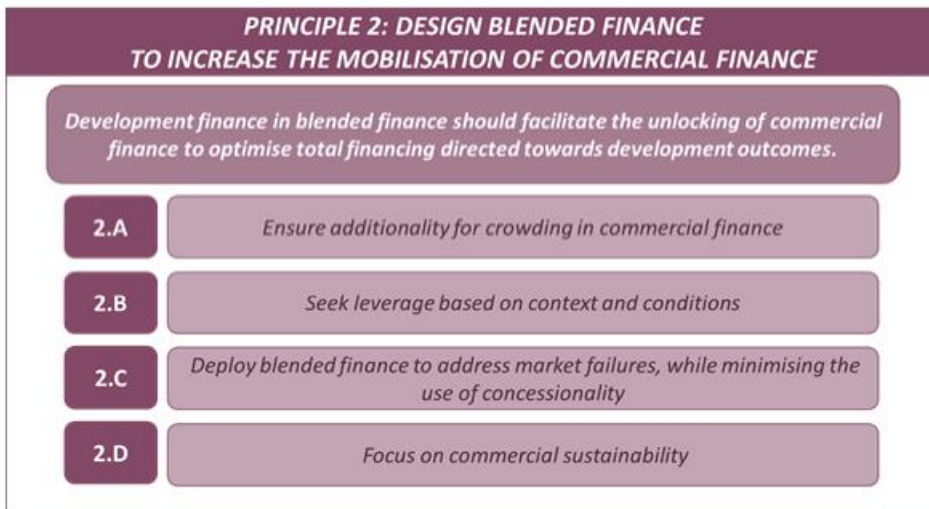 PRINCIPLE 2: DESIGN BLENDED FINANCE
TO INCREASE THE MOBILISATION OF COMMERCIAL FINANCE
Development finance in blended finance should facilitate the unlocking of commercial
finance to optimise total financing directed towards development outcomes.
2.A
Ensure additionality for crowding in commercial finance
2.B
Seek leverage based on context and conditions
2.C
Deploy blended finance to address market failures, while minimising the
use of concessionality
2.D
Focus on commercial sustainability